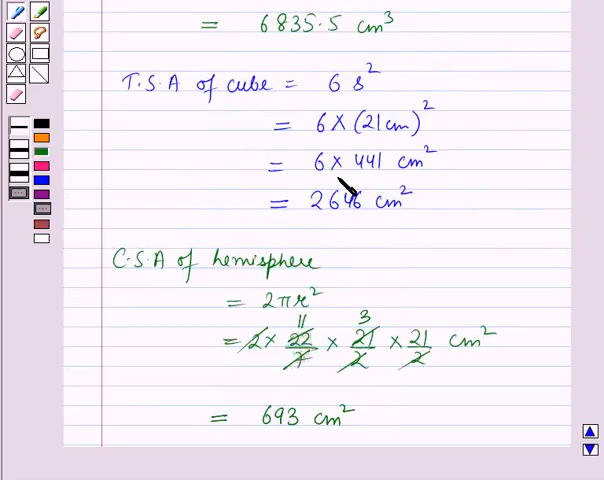 = 6835.5 cm³
T.S.A of cube = 6 s²
= 6 × (21 cm)²
= 6 × 441 cm²
= 2646 cm²
C.S.A of hemisphere
= 2πr²
11 3
= 2 × 22/7 × 21/2 × 21/2 cm²
= 693 cm²